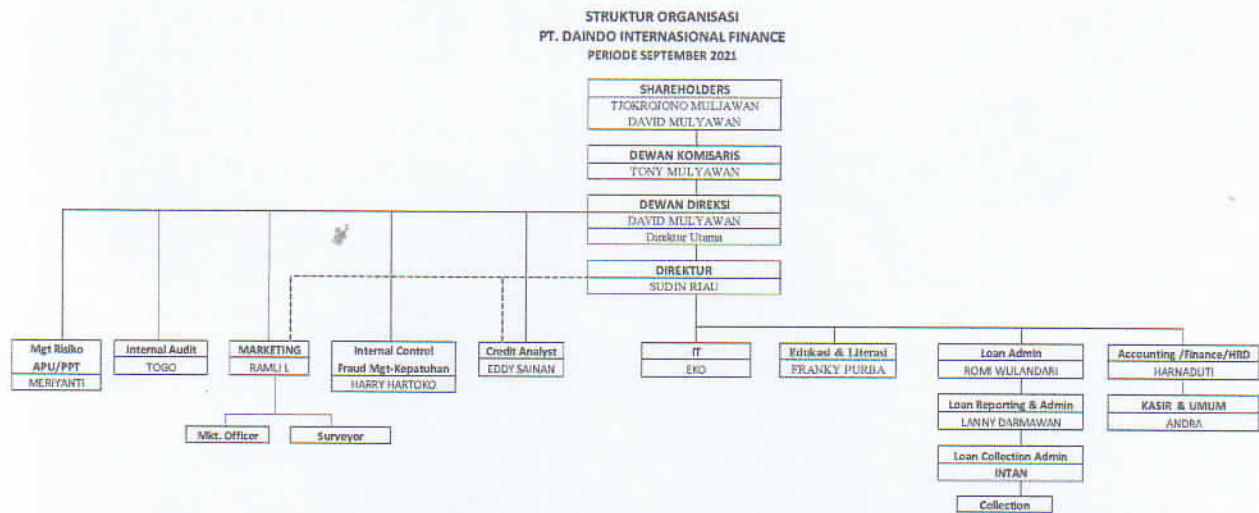 STRUKTUR ORGANISASI
PT. DAINDO INTERNASIONAL FINANCE
PERIODE SEPTEMBER 2021
SHAREHOLDERS
TJOKROJONO MULJAWAN
DAVID MULYAWAN
DEWAN KOMISARIS
TONY MULYAWAN
DEWAN DIREKSI
DAVID MULYAWAN
Direktur Utama
DIREKTUR
SUDIN RIAU
Mgt Risiko
APU/PPT
MERIYANTI
Internal Audit
TOGO
MARKETING
RAMLI L
Internal Control
Fraud Mgt-Kepatuhan
HARRY HARTOKO
Credit Analyst
EDDY SAINAN
IT
EKO
Edukasi & Literasi
FRANKY PURBA
Loan Admin
ROMI WULANDARI
Accounting /Finance/HRD
HARNADUTI
Mkt. Officer
Surveyor
Loan Reporting & Admin
LANNY DARMAWAN
KASIR & UMUM
ANDRA
Loan Collection Admin
INTAN
Collection